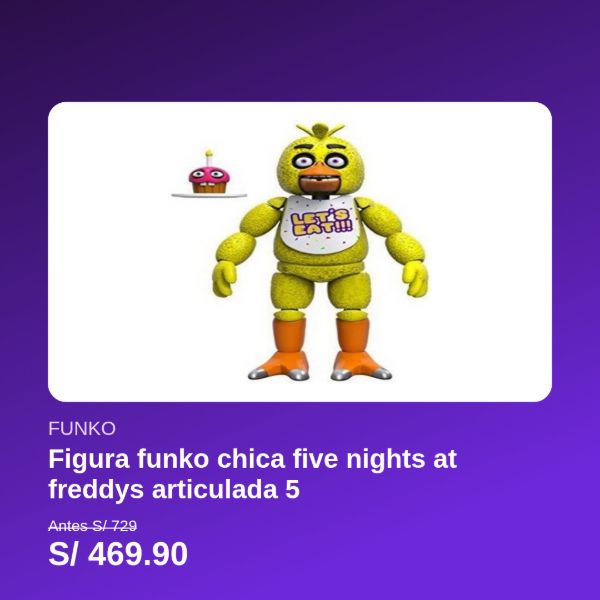 LET'S
EAT!!!
FUNKO
Figura funko chica five nights at
freddys articulada 5
Antes S/ 729
S/ 469.90